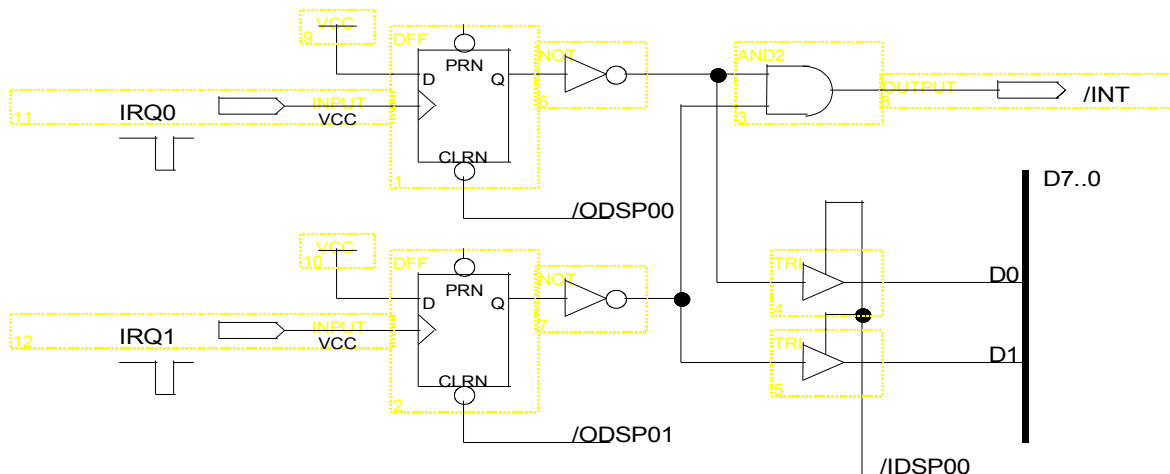 VCC
9
DFF
PRN
D
Q
NOT
6
AND2
3
OUTPUT
8
/INT
11
IRQ0
INPUT
VCC
CLRN
1
/ODSP00
D7..0
VCC
10
DFF
PRN
D
Q
NOT
7
TRI
4
D0
12
IRQ1
INPUT
VCC
CLRN
2
/ODSP01
TRI
5
D1
/IDSP00